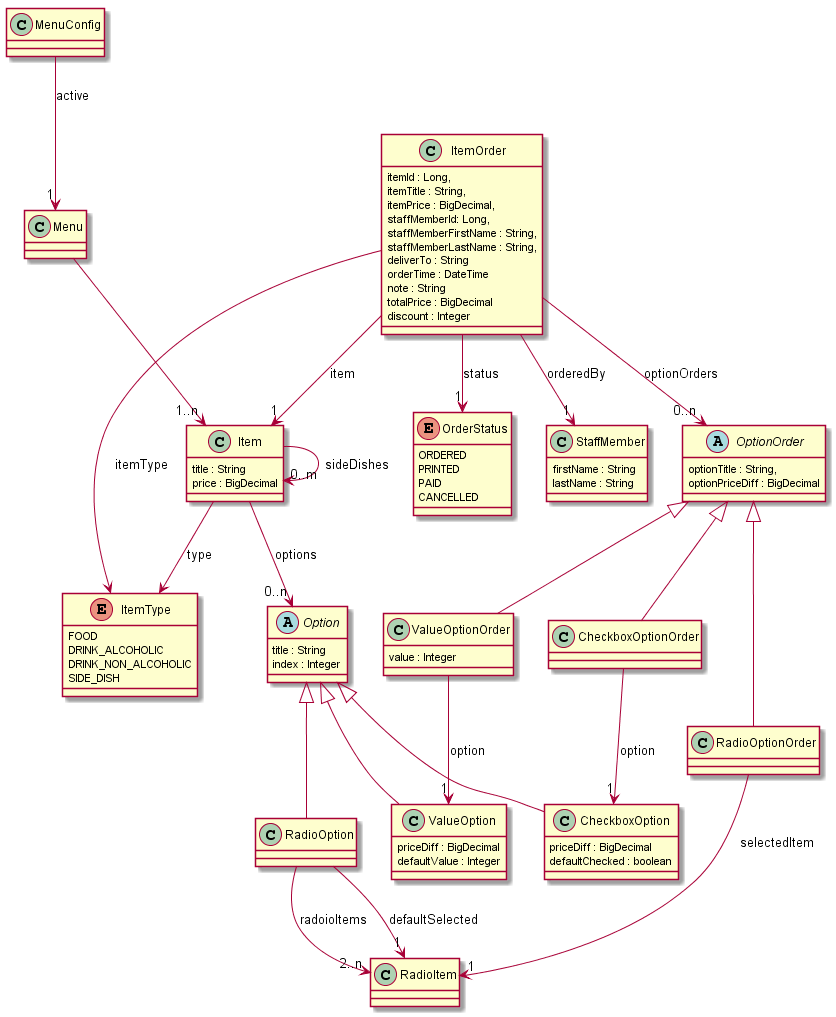 C MenuConfig
active
1
C Menu
C ItemOrder
itemId : Long,
itemTitle : String,
itemPrice : BigDecimal,
staffMemberId: Long,
staffMemberFirstName : String,
staffMemberLastName : String,
deliverTo : String
orderTime : DateTime
note : String
totalPrice : BigDecimal
discount : Integer
item
status
orderedBy
optionOrders
1..n
1
1
1
0..n
itemType
C Item
title : String
price : BigDecimal
0..m
sideDishes
E OrderStatus
ORDERED
PRINTED
PAID
CANCELLED
C StaffMember
firstName : String
lastName : String
A OptionOrder
optionTitle : String,
optionPriceDiff : BigDecimal
type
options
0..n
E ItemType
FOOD
DRINK_ALCOHOLIC
DRINK_NON_ALCOHOLIC
SIDE_DISH
A Option
title : String
index : Integer
C ValueOptionOrder
value : Integer
C CheckboxOptionOrder
C RadioOptionOrder
option
1
option
1
C RadioOption
C ValueOption
priceDiff : BigDecimal
defaultValue : Integer
C CheckboxOption
priceDiff : BigDecimal
defaultChecked : boolean
selectedItem
radoioItems
defaultSelected
2..n
1
1
C RadioItem